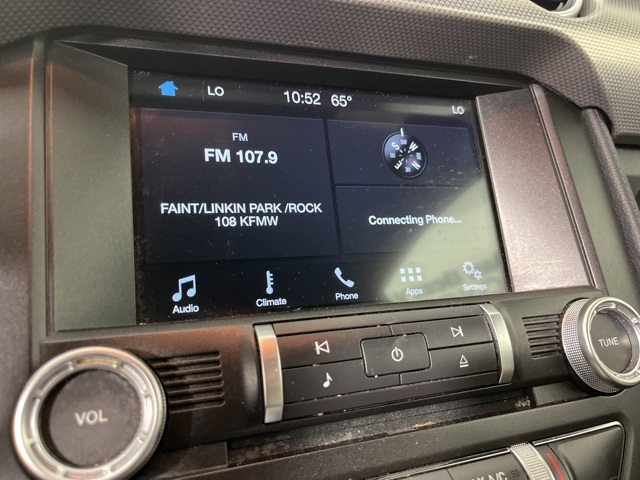 LO
10:52 65°
LO
FM
FM 107.9
FAINT/LINKIN PARK /ROCK
108 KFMW
S
W
Connecting Phone...
Audio
Climate
Phone
Apps
Settings
VOL
TUNE
A/C